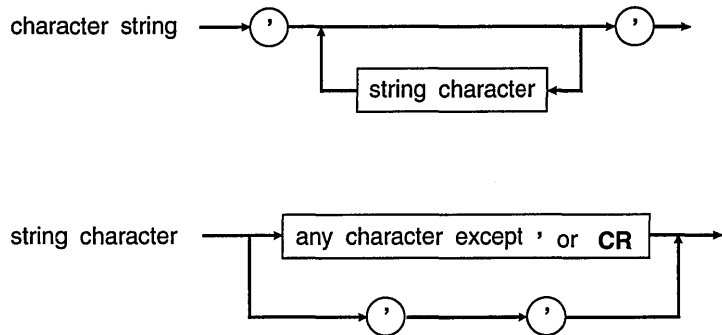 character string ' '
string character
string character any character except ' or CR
' '